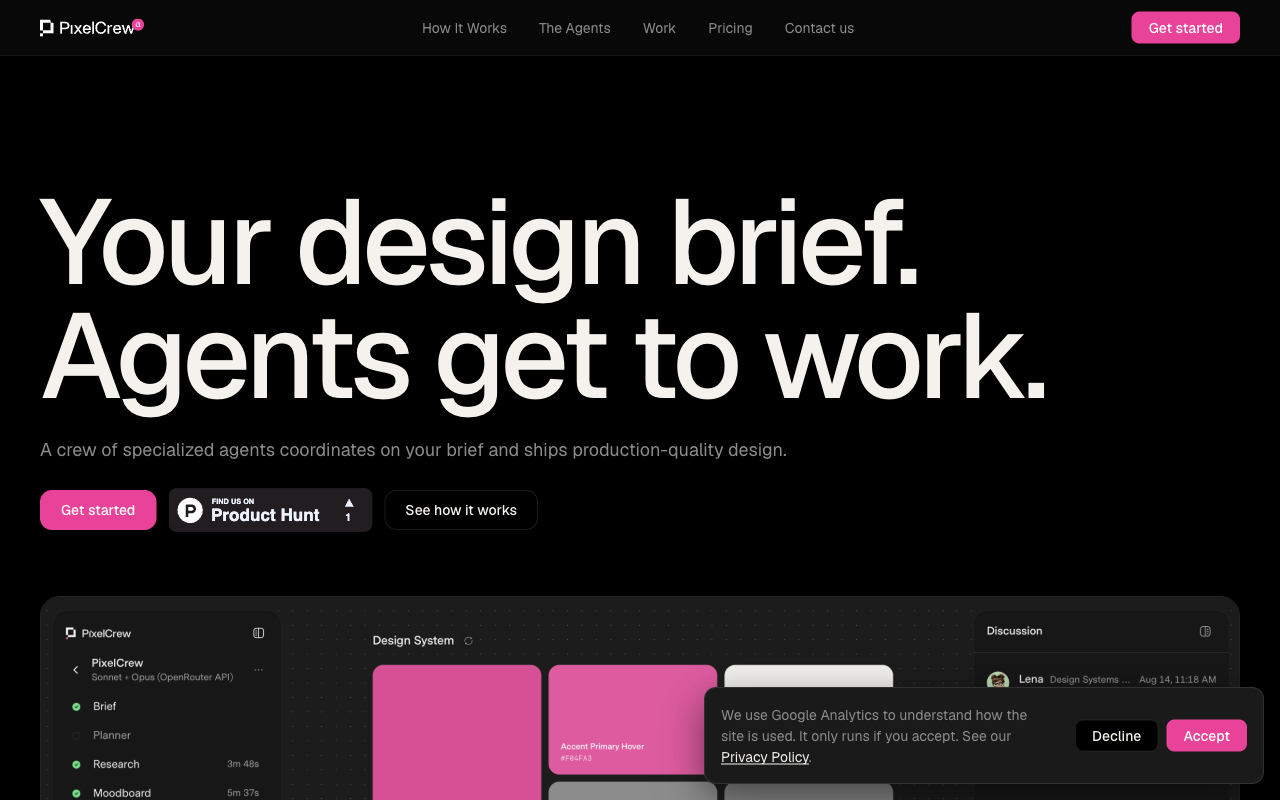 PixelCrew α
How It Works
The Agents
Work
Pricing
Contact us
Get started
Your design brief.
Agents get to work.
A crew of specialized agents coordinates on your brief and ships production-quality design.
Get started
P
FIND US ON
Product Hunt
▲
1
See how it works
PixelCrew
PixelCrew
Sonnet + Opus (OpenRouter API)
Brief
Planner
Research 3m 48s
Moodboard 5m 37s
Design System
Accent Primary Hover
#F64FA3
Discussion
Lena Design Systems ... Aug 14, 11:18 AM
We use Google Analytics to understand how the
site is used. It only runs if you accept. See our
Privacy Policy.
Decline
Accept